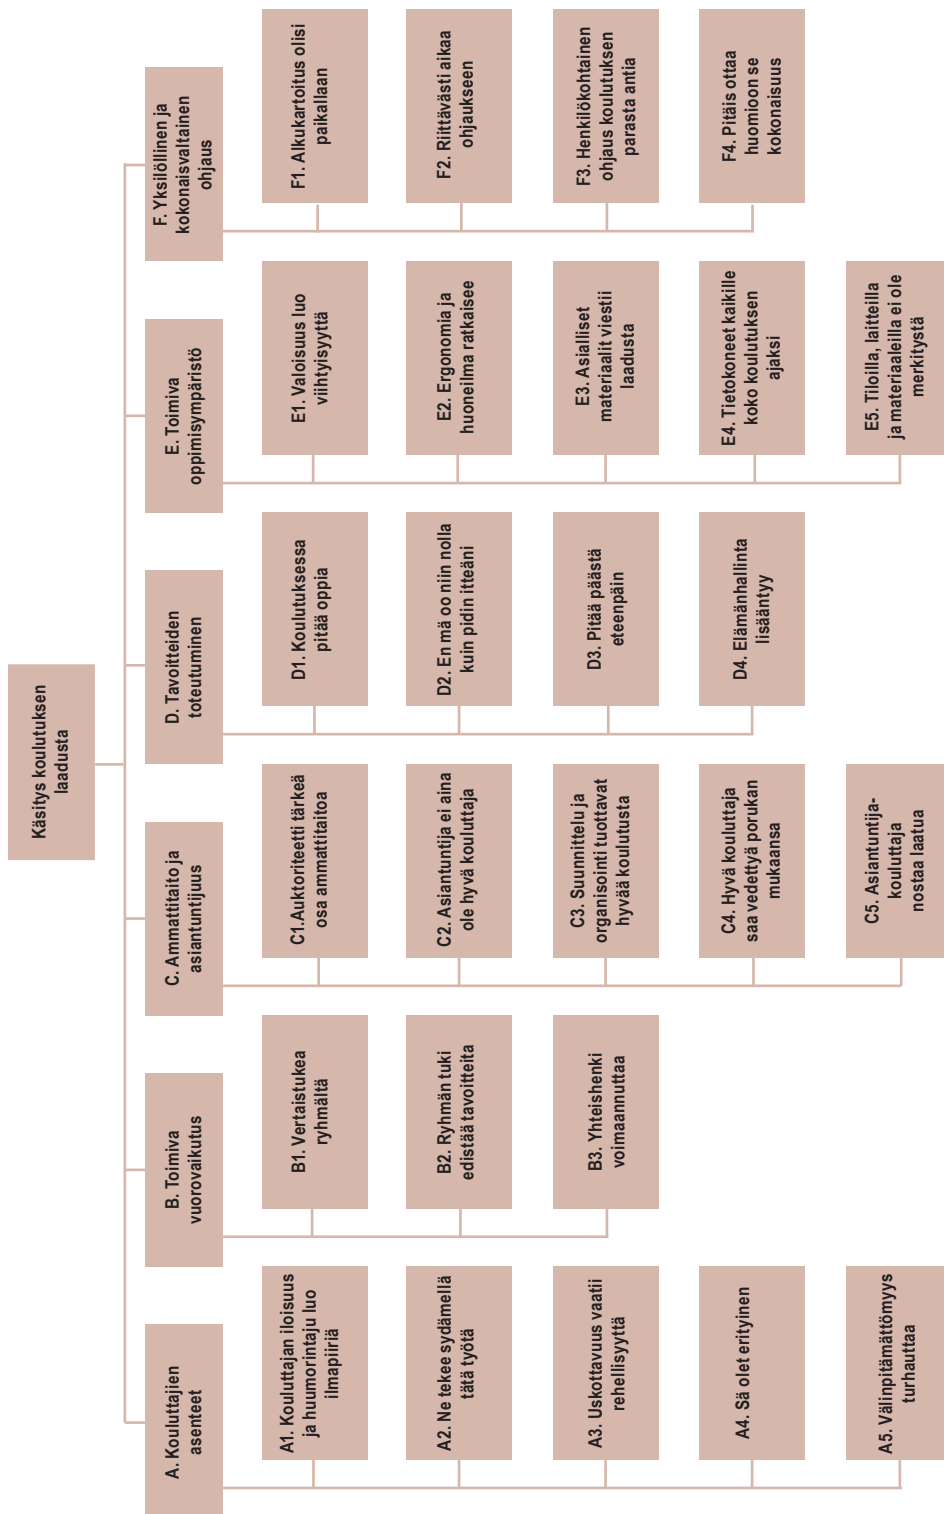 Käsitys koulutuksen
laadusta
A. Kouluttajien
asenteet
A1. Kouluttajan iloisuus
ja huumorintaju luo
ilmapiiriä
A2. Ne tekee sydämellä
tätä työtä
A3. Uskottavuus vaatii
rehellisyyttä
A4. Sä olet erityinen
A5. Välinpitämättömyys
turhauttaa
B. Toimiva
vuorovaikutus
B1. Vertaistukea
ryhmältä
B2. Ryhmän tuki
edistää tavoitteita
B3. Yhteishenki
voimaannuttaa
C. Ammattitaito ja
asiantuntijuus
C1.Auktoriteetti tärkeä
osa ammattitaitoa
C2. Asiantuntija ei aina
ole hyvä kouluttaja
C3. Suunnittelu ja
organisointi tuottavat
hyvää koulutusta
C4. Hyvä kouluttaja
saa vedettyä porukan
mukaansa
C5. Asiantuntija-
kouluttaja
nostaa laatua
D. Tavoitteiden
toteutuminen
D1. Koulutuksessa
pitää oppia
D2. En mä oo niin nolla
kuin pidin itteäni
D3. Pitää päästä
eteenpäin
D4. Elämänhallinta
lisääntyy
E. Toimiva
oppimisympäristö
E1. Valoisuus luo
viihtyisyyttä
E2. Ergonomia ja
huoneilma ratkaisee
E3. Asialliset
materiaalit viestii
laadusta
E4. Tietokoneet kaikille
koko koulutuksen
ajaksi
E5. Tiloilla, laitteilla
ja materiaaleilla ei ole
merkitystä
F. Yksilöllinen ja
kokonaisvaltainen
ohjaus
F1. Alkukartoitus olisi
paikallaan
F2. Riittävästi aikaa
ohjaukseen
F3. Henkilökohtainen
ohjaus koulutuksen
parasta antia
F4. Pitäis ottaa
huomioon se
kokonaisuus